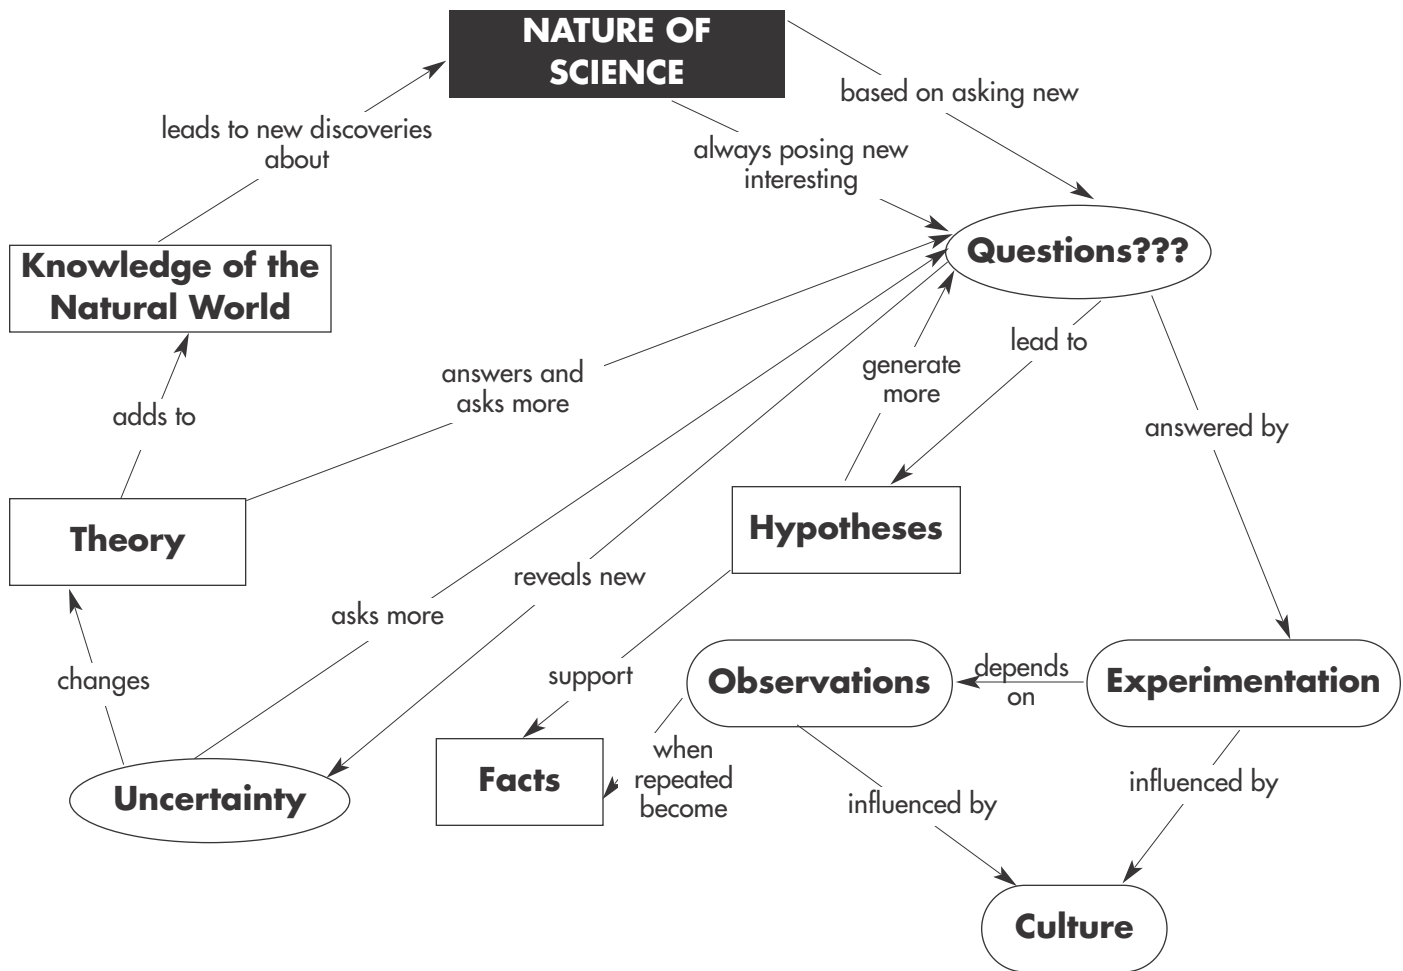 NATURE OF
SCIENCE
based on asking new
leads to new discoveries
about
always posing new
interesting
Knowledge of the
Natural World
Questions???
lead to
generate
more
answers and
asks more
adds to
answered by
Theory
Hypotheses
reveals new
asks more
changes
support
Observations
depends
on
Experimentation
when
repeated
become
Facts
Uncertainty
influenced by
influenced by
Culture